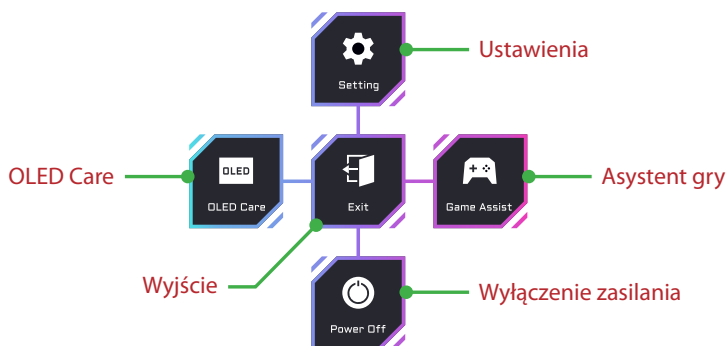 Setting
Ustawienia
OLED Care
OLED
OLED Care
Exit
Game Assist
Asystent gry
Wyjście
Power Off
Wyłączenie zasilania